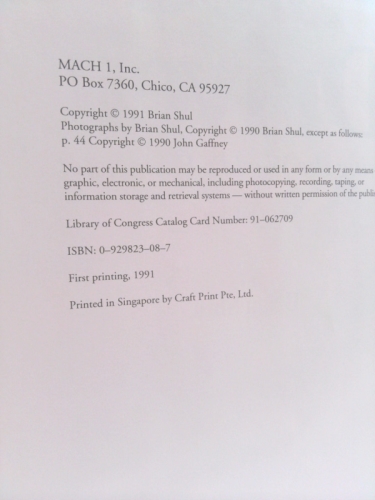 MACH 1, Inc.
PO Box 7360, Chico, CA 95927
Copyright © 1991 Brian Shul
Photographs by Brian Shul, Copyright © 1990 Brian Shul, except as follows:
p. 44 Copyright © 1990 John Gaffney
No part of this publication may be reproduced or used in any form or by any means
graphic, electronic, or mechanical, including photocopying, recording, taping, or
information storage and retrieval systems — without written permission of the
Library of Congress Catalog Card Number: 91–062709
ISBN: 0–929823–08–7
First printing, 1991
Printed in Singapore by Craft Print Pte, Ltd.